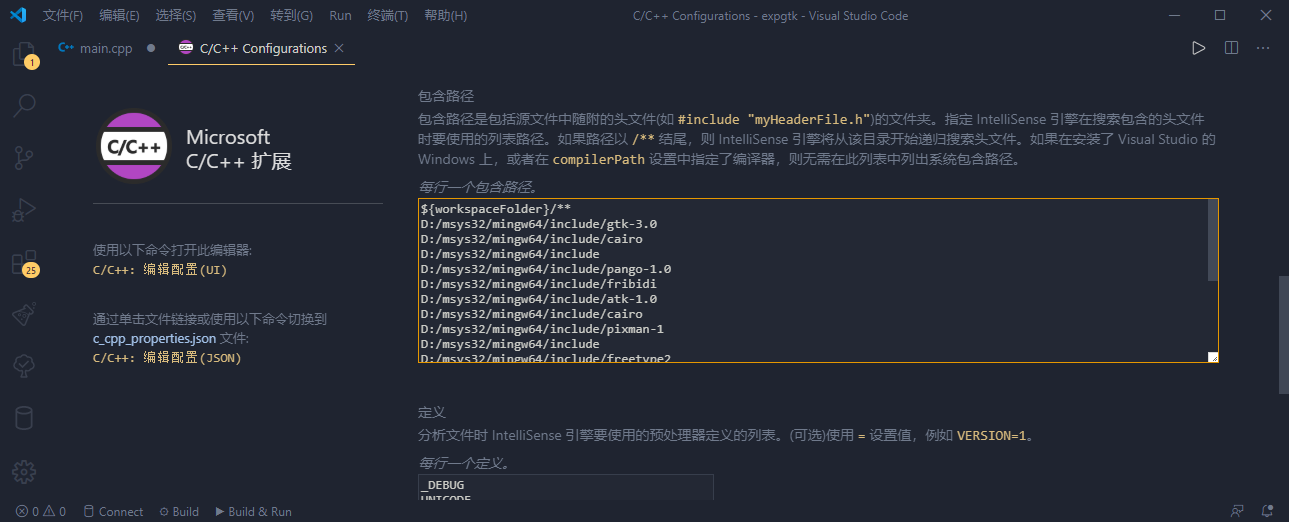 文件(F) 编辑(E) 选择(S) 查看(V) 转到(G) Run 终端(T) 帮助(H) C/C++ Configurations - expgtk - Visual Studio Code
main.cpp C/C++ Configurations
1
25
C/C++
Microsoft
C/C++ 扩展
使用以下命令打开此编辑器:
C/C++: 编辑配置(UI)
通过单击文件链接或使用以下命令切换到
c_cpp_properties.json 文件:
C/C++: 编辑配置(JSON)
包含路径
包含路径是包括源文件中随附的头文件(如 #include "myHeaderFile.h")的文件夹。指定 IntelliSense 引擎在搜索包含的头文件
时要使用的列表路径。如果路径以 /** 结尾，则 IntelliSense 引擎将从该目录开始递归搜索头文件。如果在安装了 Visual Studio 的
Windows 上，或者在 compilerPath 设置中指定了编译器，则无需在此列表中列出系统包含路径。
每行一个包含路径。
${workspaceFolder}/**
D:/msys32/mingw64/include/gtk-3.0
D:/msys32/mingw64/include/cairo
D:/msys32/mingw64/include
D:/msys32/mingw64/include/pango-1.0
D:/msys32/mingw64/include/fribidi
D:/msys32/mingw64/include/atk-1.0
D:/msys32/mingw64/include/cairo
D:/msys32/mingw64/include/pixman-1
D:/msys32/mingw64/include
D:/msys32/mingw64/include/freetype2
定义
分析文件时 IntelliSense 引擎要使用的预处理器定义的列表。(可选)使用 = 设置值，例如 VERSION=1。
每行一个定义。
_DEBUG
UNICODE
0 0 Connect Build Build & Run